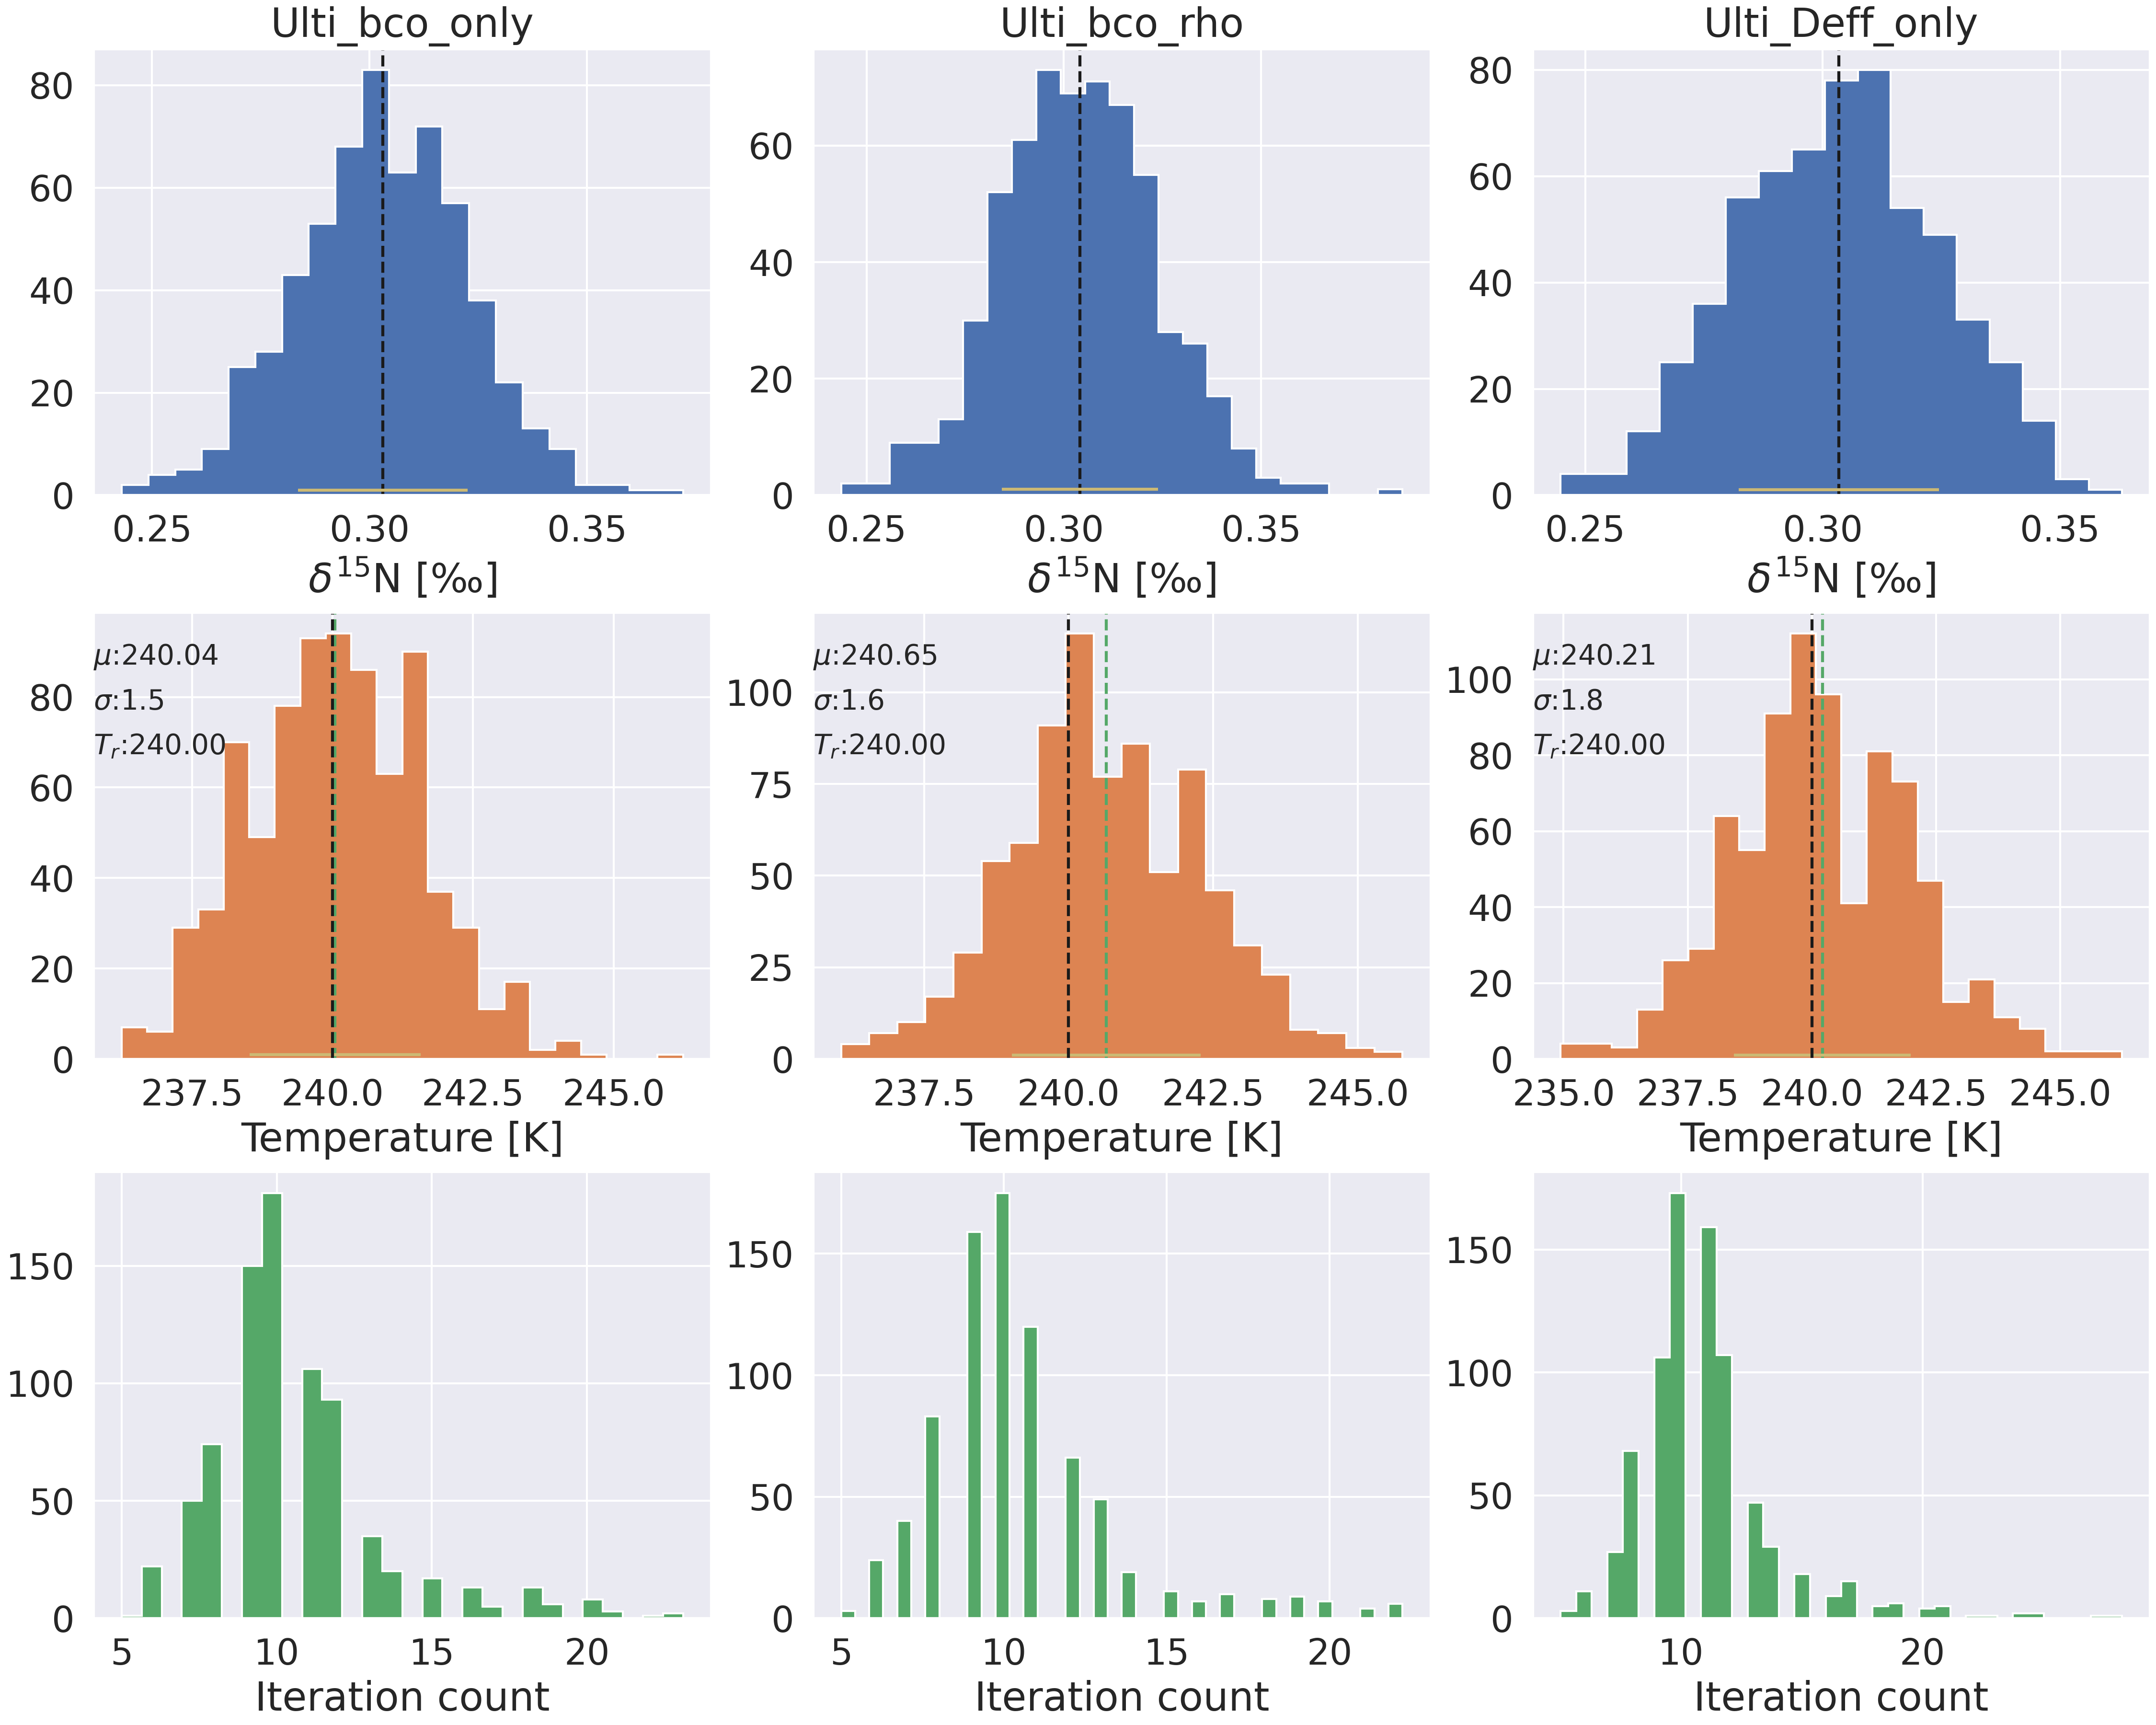 Ulti_bco_only Ulti_bco_rho Ulti_Deff_only
80
60
40
20
0
0.25 0.30 0.35
δ¹⁵N [‰]
60
40
20
0
0.25 0.30 0.35
δ¹⁵N [‰]
80
60
40
20
0
0.25 0.30 0.35
δ¹⁵N [‰]
μ:240.04
σ:1.5
Tᵣ:240.00
80
60
40
20
0
237.5 240.0 242.5 245.0
Temperature [K]
μ:240.65
σ:1.6
Tᵣ:240.00
100
75
50
25
0
237.5 240.0 242.5 245.0
Temperature [K]
μ:240.21
σ:1.8
Tᵣ:240.00
100
80
60
40
20
0
235.0 237.5 240.0 242.5 245.0
Temperature [K]
150
100
50
0
5 10 15 20
Iteration count
150
100
50
0
5 10 15 20
Iteration count
150
100
50
0
10 20
Iteration count